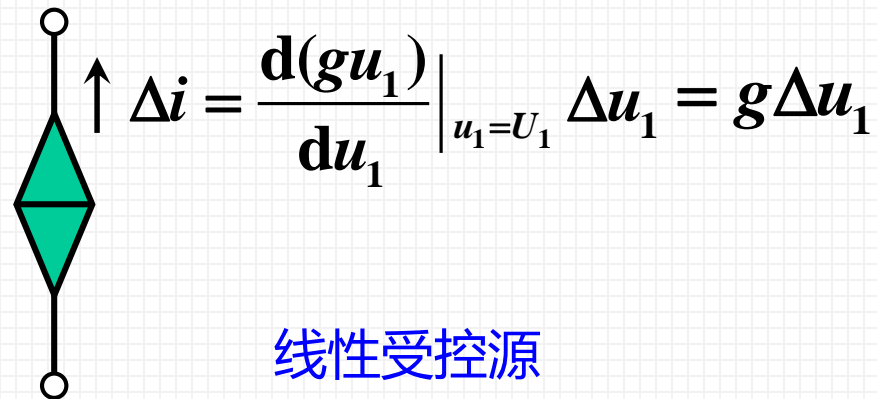 ↑ Δi = d(gu₁)/du₁ |u₁=U₁ Δu₁ = gΔu₁
线性受控源